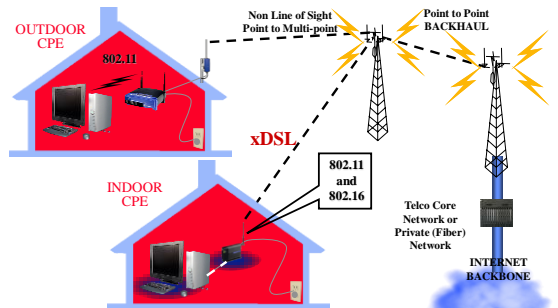 Non Line of Sight
Point to Multi-point
Point to Point
BACKHAUL
OUTDOOR
CPE
802.11
xDSL
802.11
and
802.16
INDOOR
CPE
Telco Core
Network or
Private (Fiber)
Network
INTERNET
BACKBONE